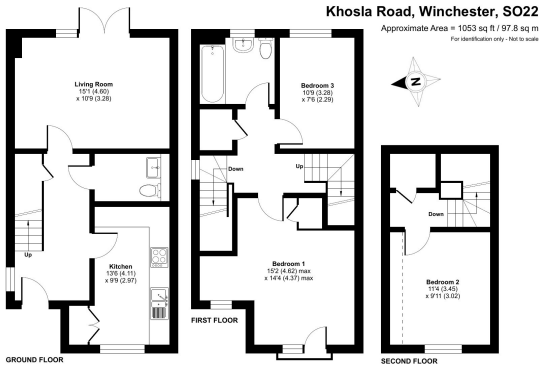 Khosla Road, Winchester, SO22
Approximate Area = 1053 sq ft / 97.8 sq m
For identification only - Not to scale
N
Living Room
15'1 (4.60)
x 10'9 (3.28)
Up
Kitchen
13'6 (4.11)
x 9'9 (2.97)
GROUND FLOOR
Bedroom 3
10'9 (3.28)
x 7'6 (2.29)
Down
Up
Bedroom 1
15'2 (4.62) max
x 14'4 (4.37) max
FIRST FLOOR
Down
Bedroom 2
11'4 (3.45)
x 9'11 (3.02)
SECOND FLOOR